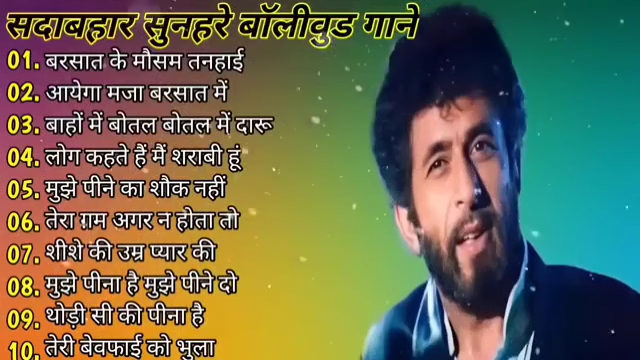 सदाबहार सुनहरे बॉलीवुड गाने
01. बरसात के मौसम तनहाई
02. आयेगा मजा बरसात में
03. बाहों में बोतल बोतल में दारू
04. लोग कहते हैं मैं शराबी हूं
05. मुझे पीने का शौक नहीं
06. तेरा ग़म अगर न होता तो
07. शीशे की उम्र प्यार की
08. मुझे पीना है मुझे पीने दो
09. थोड़ी सी की पीना है
10. तेरी बेवफाई को भुला